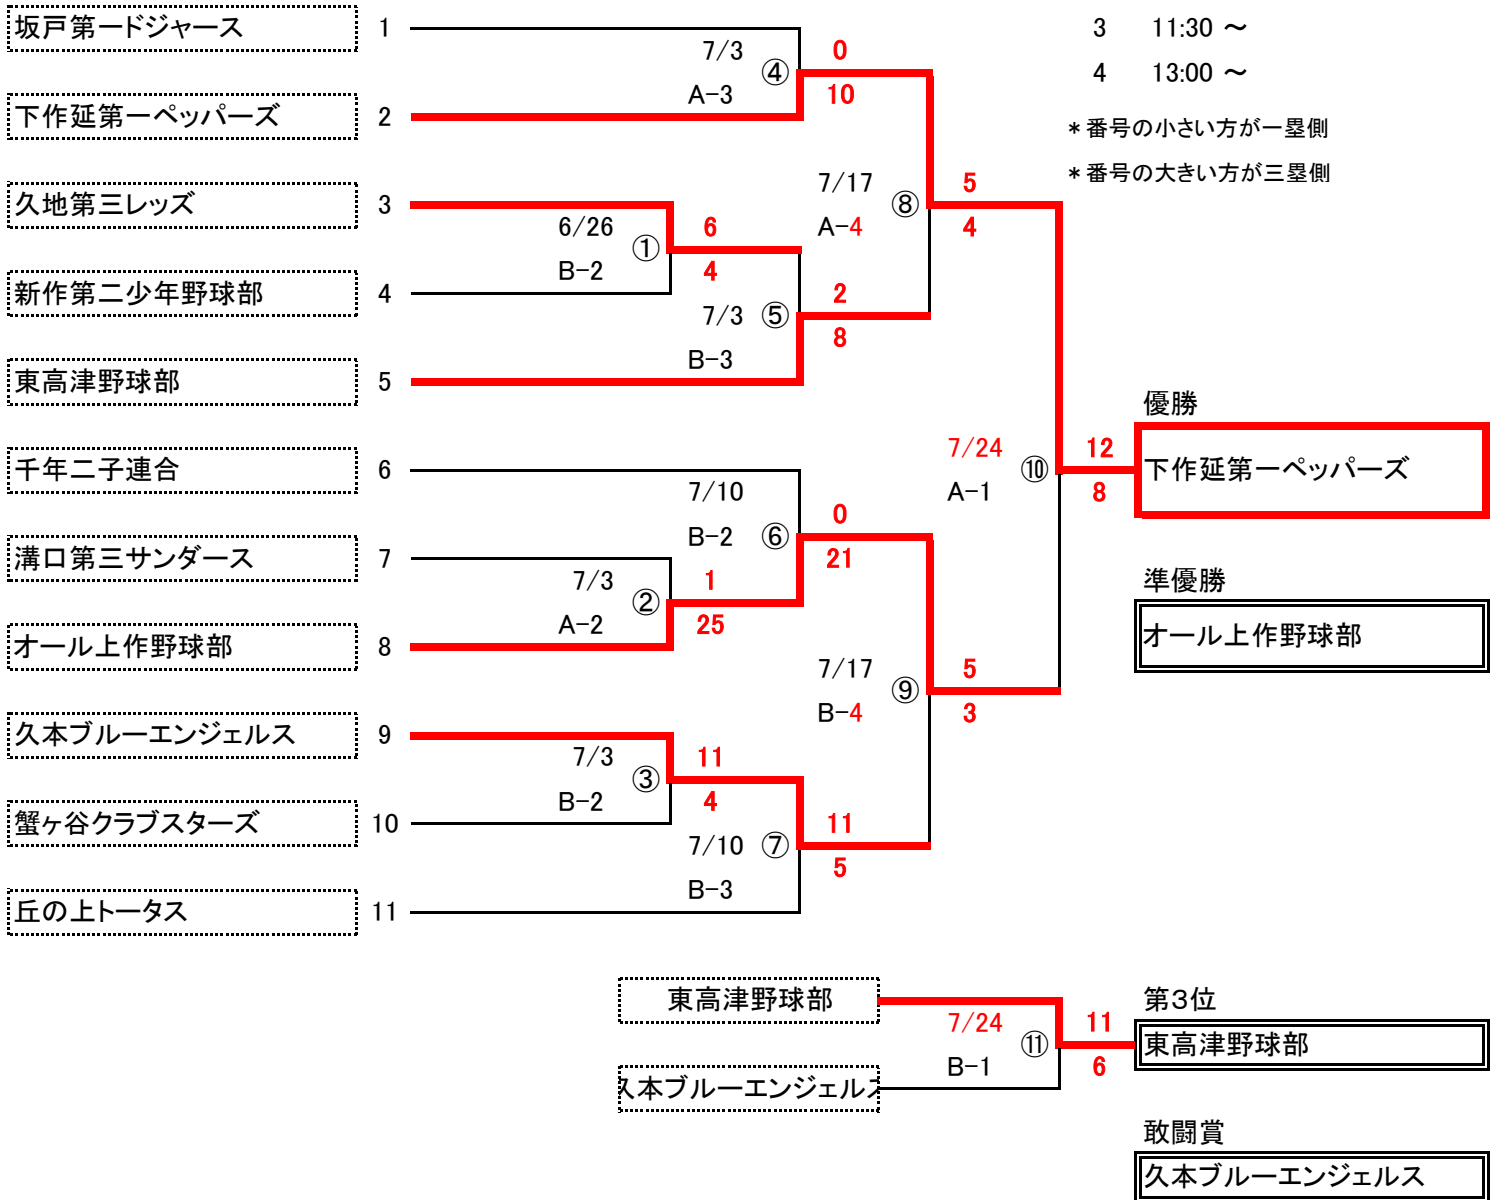 坂戸第一ドジャース 1
3 11:30 ～
7/3 ④ 0
4 13:00 ～
A-3 10
下作延第一ペッパーズ 2
＊番号の小さい方が一塁側
＊番号の大きい方が三塁側
7/17 ⑧ 5
久地第三レッズ 3
6/26 ① 6
A-4 4
B-2 4
新作第二少年野球部 4
2
7/3 ⑤
8
B-3
東高津野球部 5
優勝
7/24 ⑩ 12
下作延第一ペッパーズ
千年二子連合 6
A-1 8
7/10
0
B-2 ⑥
21
溝口第三サンダース 7
7/3 ② 1
準優勝
A-2 25
オール上作野球部
オール上作野球部 8
7/17 ⑨ 5
B-4 3
久本ブルーエンジェルス 9
7/3 ③ 11
B-2 4
蟹ヶ谷クラブスターズ 10
11
7/10 ⑦
5
B-3
丘の上トータス 11
東高津野球部
第３位
7/24 ⑪ 11
東高津野球部
B-1 6
久本ブルーエンジェルス
敢闘賞
久本ブルーエンジェルス